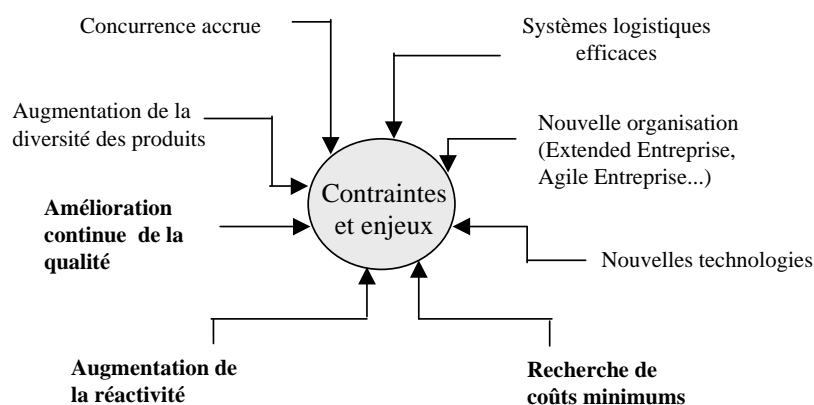 Concurrence accrue
Systèmes logistiques
efficaces
Augmentation de la
diversité des produits
Nouvelle organisation
(Extended Entreprise,
Agile Entreprise...)
Contraintes
et enjeux
Amélioration
continue de la
qualité
Nouvelles technologies
Augmentation de
la réactivité
Recherche de
coûts minimums